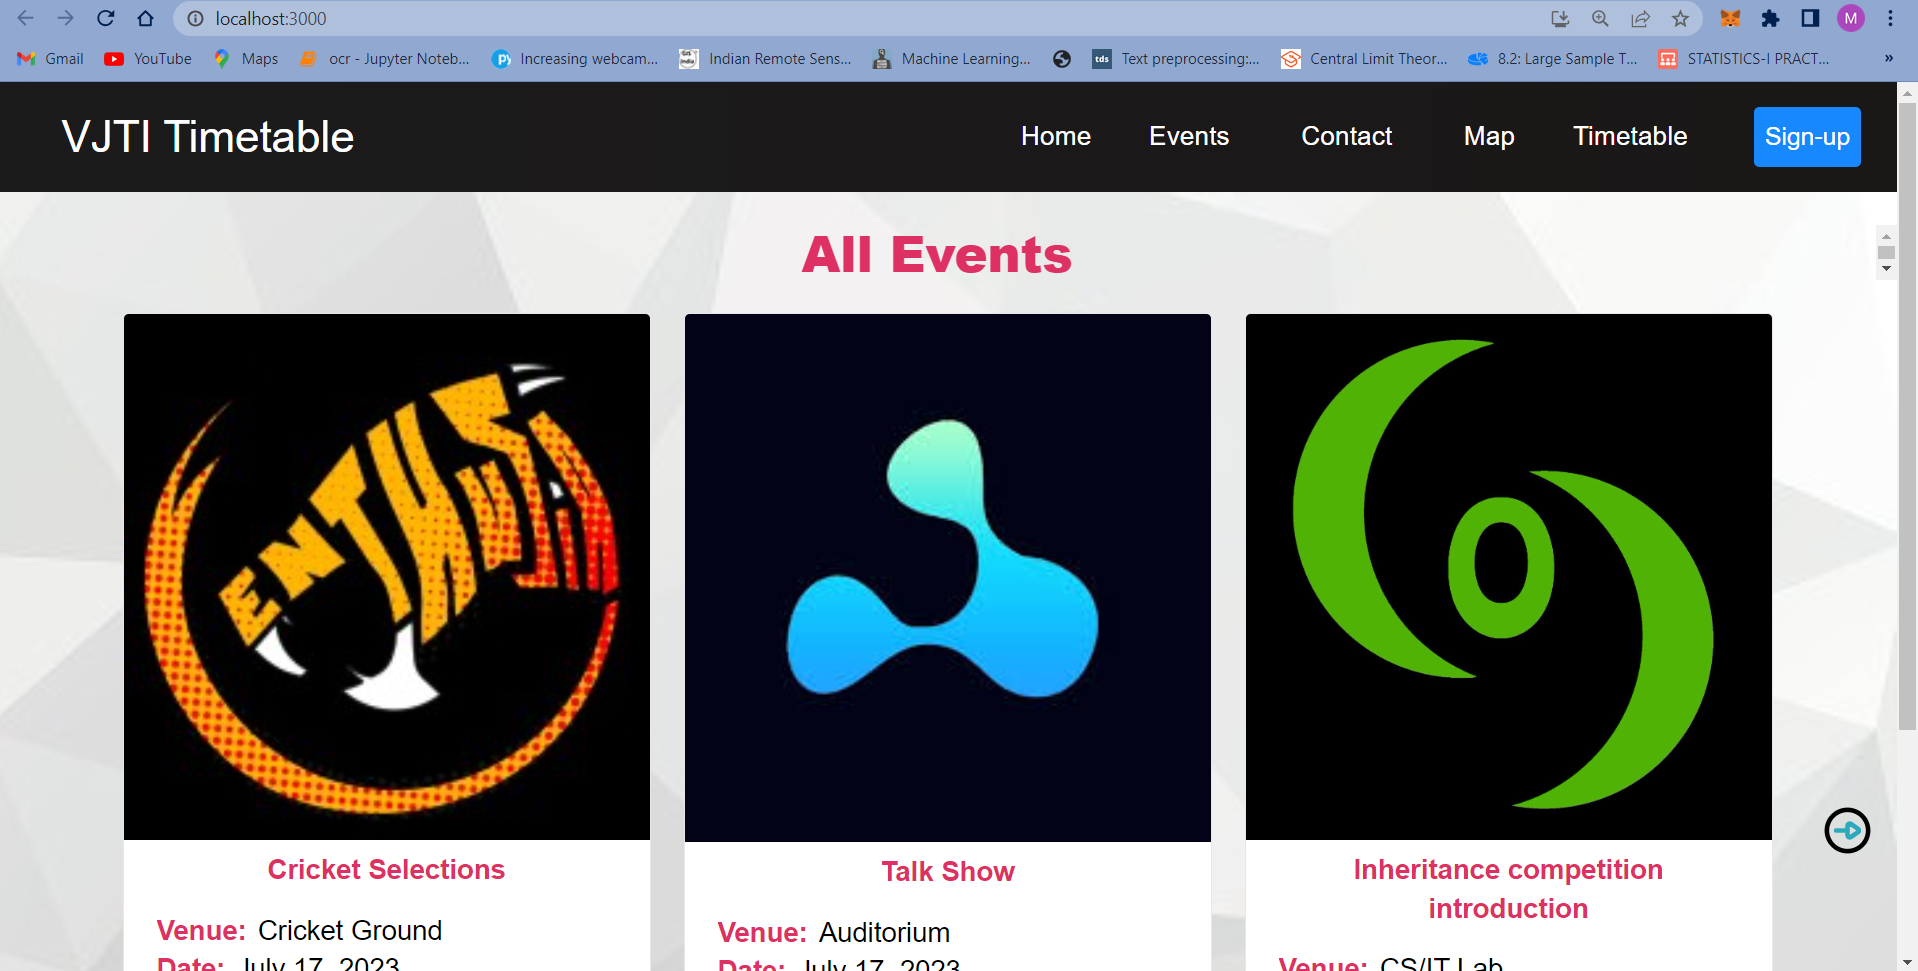 localhost:3000
M
Gmail
YouTube
Maps
ocr - Jupyter Noteb...
Increasing webcam...
Indian Remote Sens...
Machine Learning...
tds
Text preprocessing:...
Central Limit Theor...
8.2: Large Sample T...
STATISTICS-I PRACT...
»
VJTI Timetable
Home
Events
Contact
Map
Timetable
Sign-up
All Events
ENTHUSIA
Cricket Selections
Venue: Cricket Ground
Date: July 17, 2023
Talk Show
Venue: Auditorium
Date: July 17, 2023
Inheritance competition
introduction
Venue: CS/IT Lab